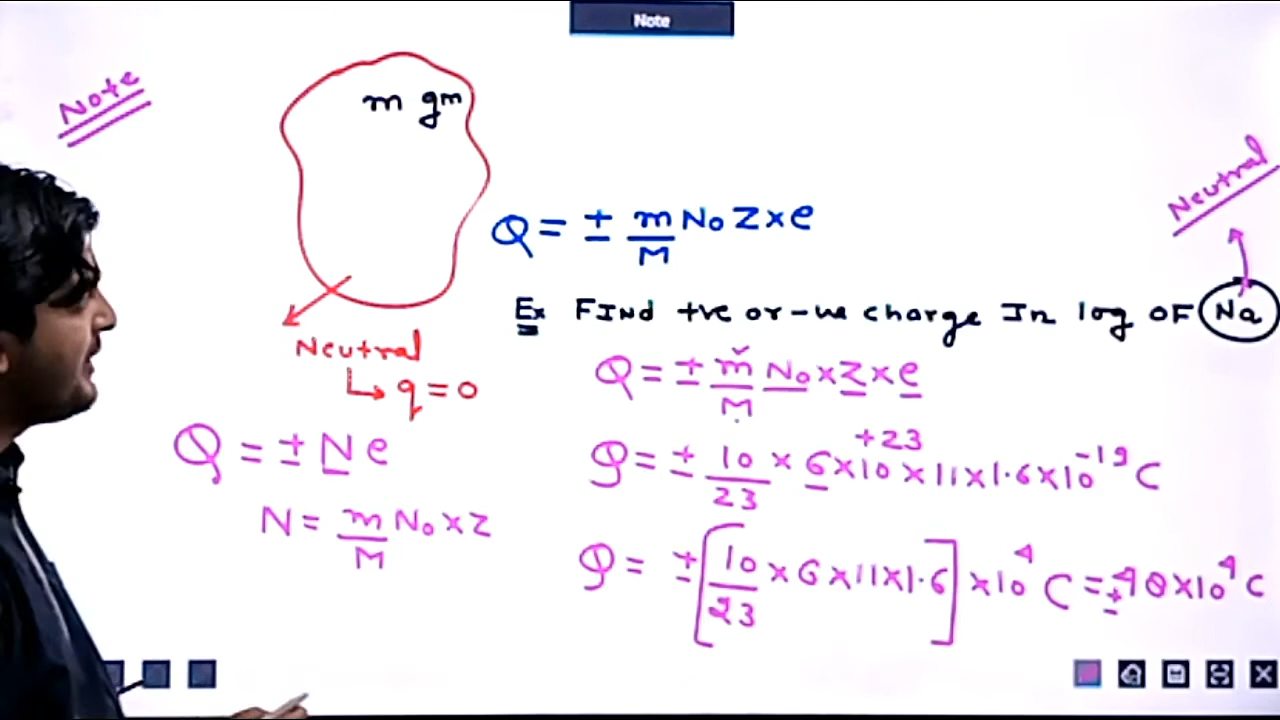 Note
Note
m gm
Neutral
Q = ± m/M N₀ Z × e
Ex FIND +ve or -ve charge In 10g OF Na
Neutral
↳ q = 0
Q = ± m/M N₀ × Z × e
Q = ± N e
Q = ± 10/23 × 6 × 10⁺²³ × 11 × 1.6 × 10⁻¹⁹ C
N = m/M N₀ × Z
Q = ± [10/23 × 6 × 11 × 1.6] × 10⁴ C = ± 40 × 10⁴ C